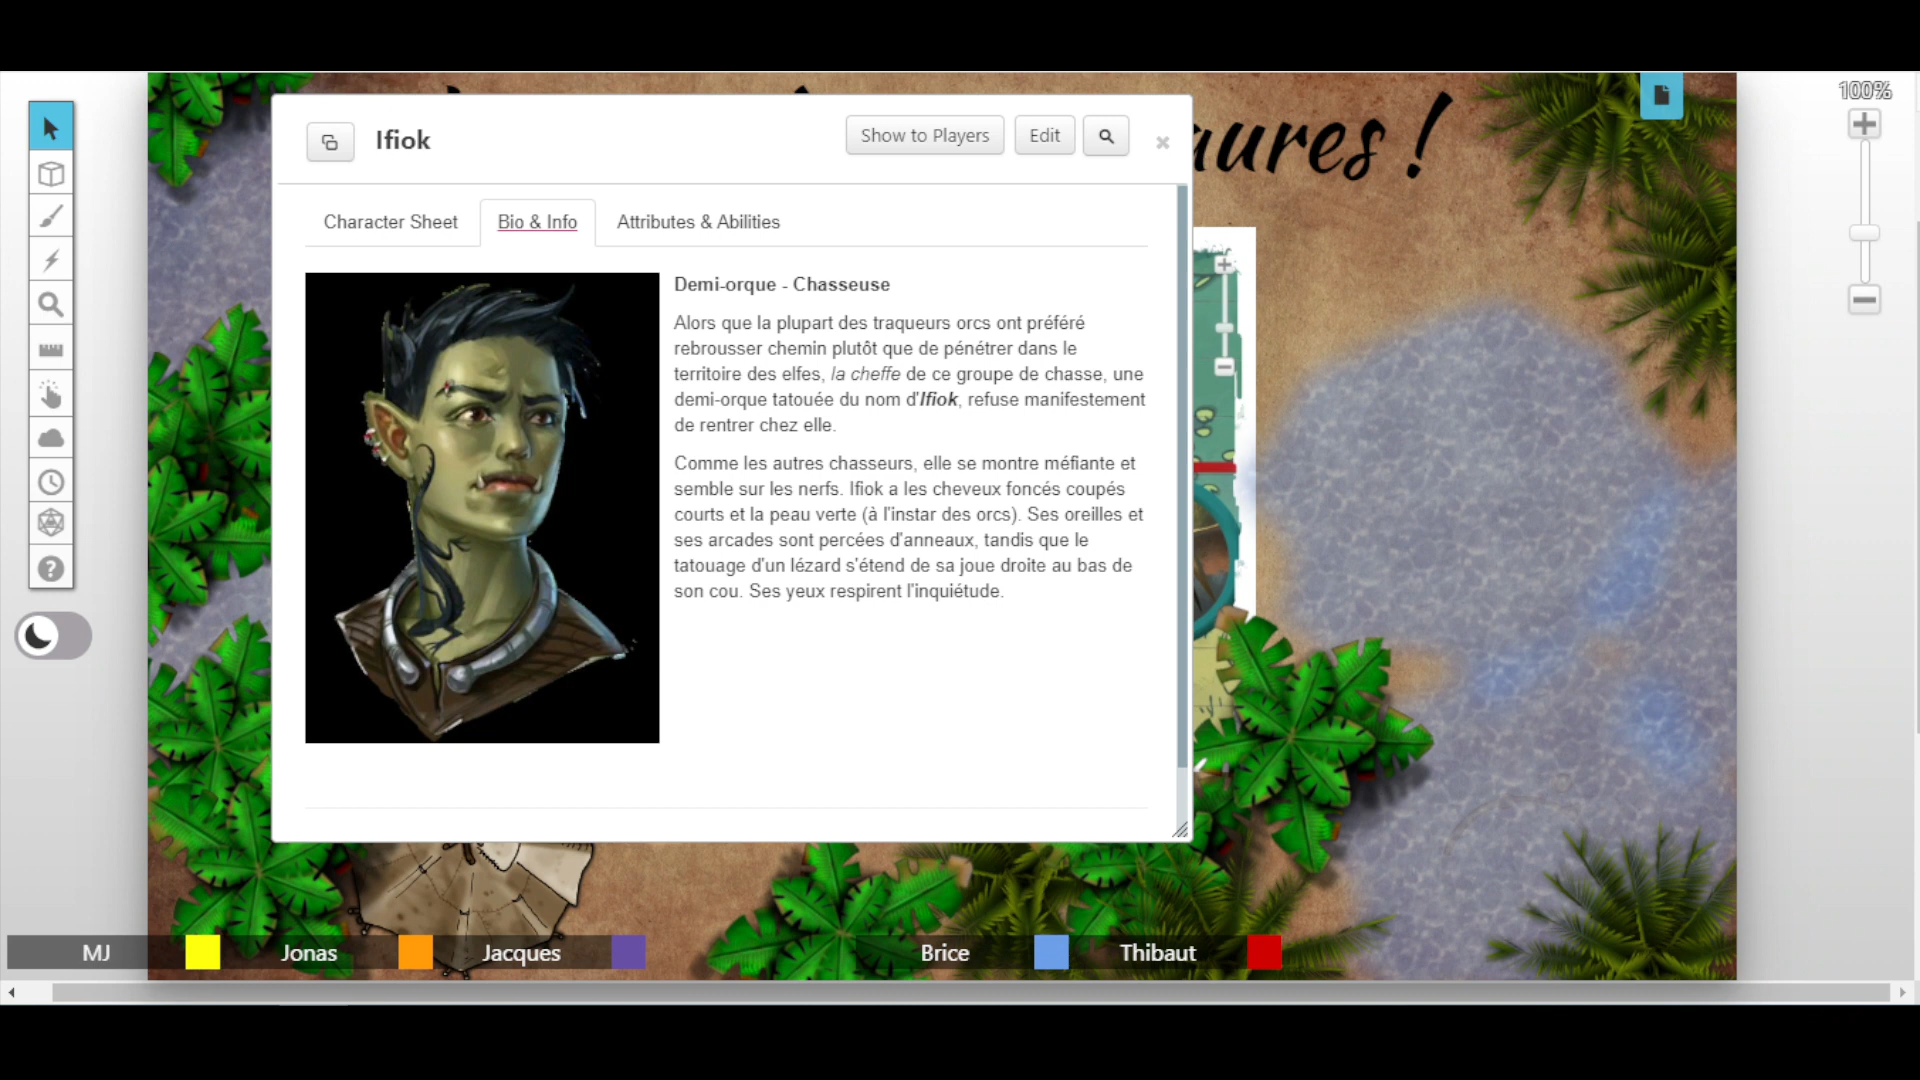 100%
aures !
Ifiok
Show to Players
Edit
Character Sheet
Bio & Info
Attributes & Abilities
Demi-orque - Chasseuse
Alors que la plupart des traqueurs orcs ont préféré
rebrousser chemin plutôt que de pénétrer dans le
territoire des elfes, la cheffe de ce groupe de chasse, une
demi-orque tatouée du nom d'Ifiok, refuse manifestement
de rentrer chez elle.
Comme les autres chasseurs, elle se montre méfiante et
semble sur les nerfs. Ifiok a les cheveux foncés coupés
courts et la peau verte (à l'instar des orcs). Ses oreilles et
ses arcades sont percées d'anneaux, tandis que le
tatouage d'un lézard s'étend de sa joue droite au bas de
son cou. Ses yeux respirent l'inquiétude.
MJ
Jonas
Jacques
Brice
Thibaut